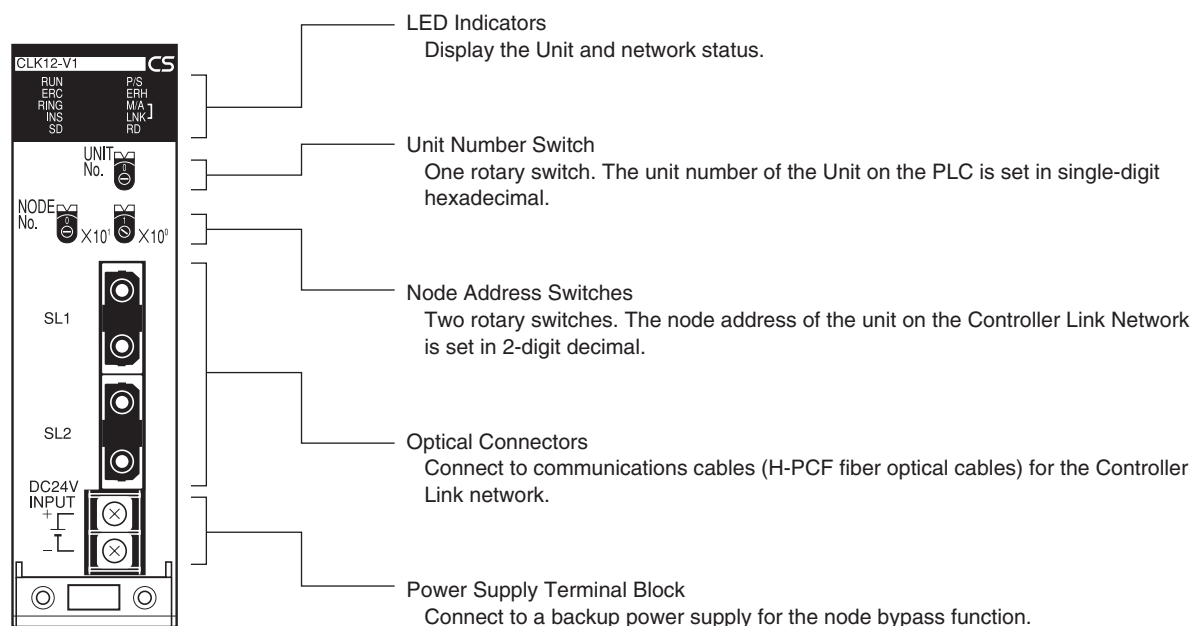 LED Indicators
Display the Unit and network status.
CLK12-V1 CS
RUN P/S
ERC ERH
RING M/A
INS LNK
SD RD
UNIT
No.
0
Unit Number Switch
One rotary switch. The unit number of the Unit on the PLC is set in single-digit
hexadecimal.
NODE
No.
0 X10¹ 1 X10⁰
Node Address Switches
Two rotary switches. The node address of the unit on the Controller Link Network
is set in 2-digit decimal.
SL1
SL2
Optical Connectors
Connect to communications cables (H-PCF fiber optical cables) for the Controller
Link network.
DC24V
INPUT
+
−
Power Supply Terminal Block
Connect to a backup power supply for the node bypass function.